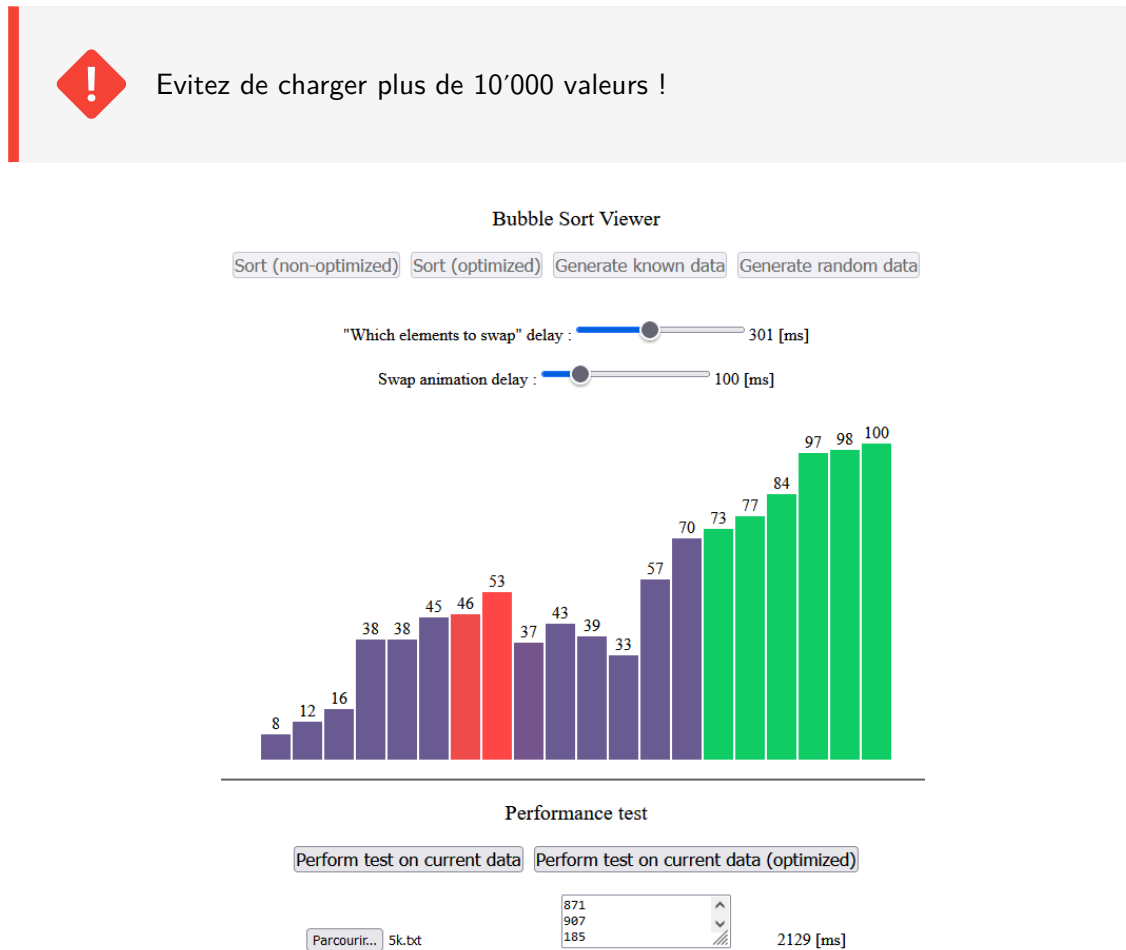 Evitez de charger plus de 10′000 valeurs !
Bubble Sort Viewer
Sort (non-optimized) Sort (optimized) Generate known data Generate random data
"Which elements to swap" delay : 301 [ms]
Swap animation delay : 100 [ms]
8 12 16 38 38 45 46 53 37 43 39 33 57 70 73 77 84 97 98 100
Performance test
Perform test on current data Perform test on current data (optimized)
871
907
185
Parcourir... 5k.txt 2129 [ms]